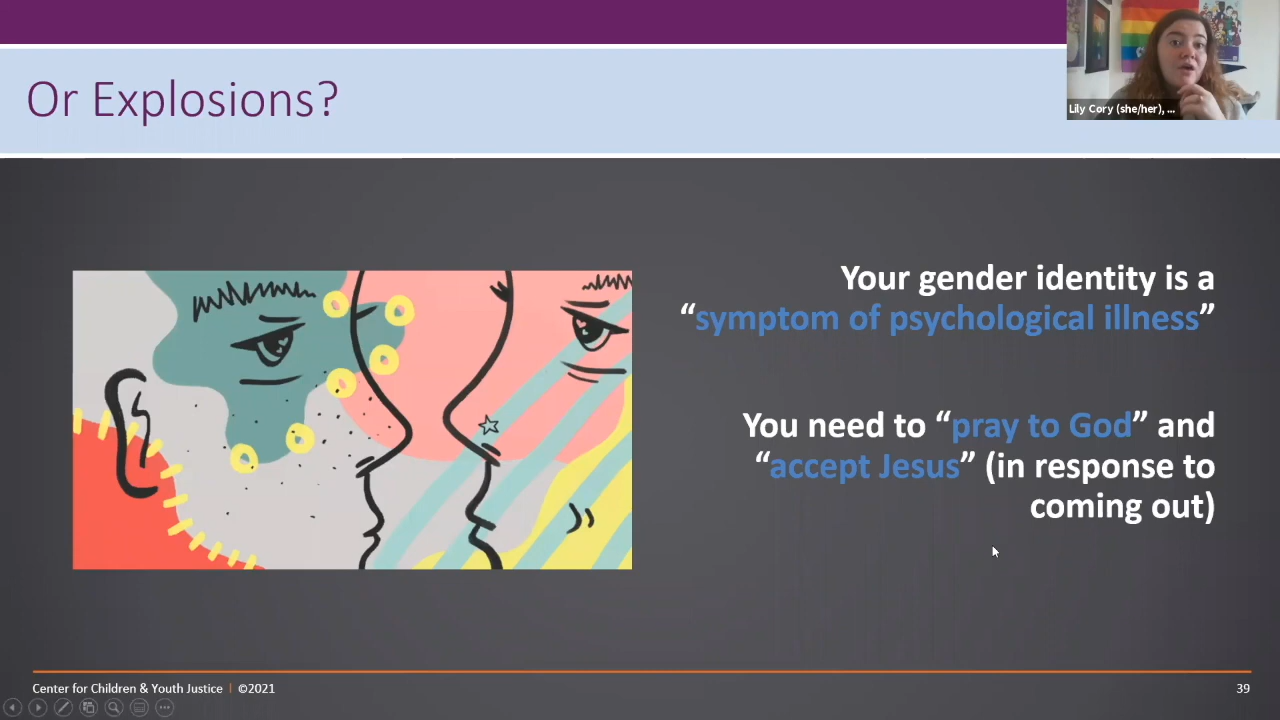 Or Explosions?
Lily Cory (she/her), ...
Your gender identity is a
“symptom of psychological illness”
You need to “pray to God” and
“accept Jesus” (in response to
coming out)
Center for Children & Youth Justice | ©2021
39